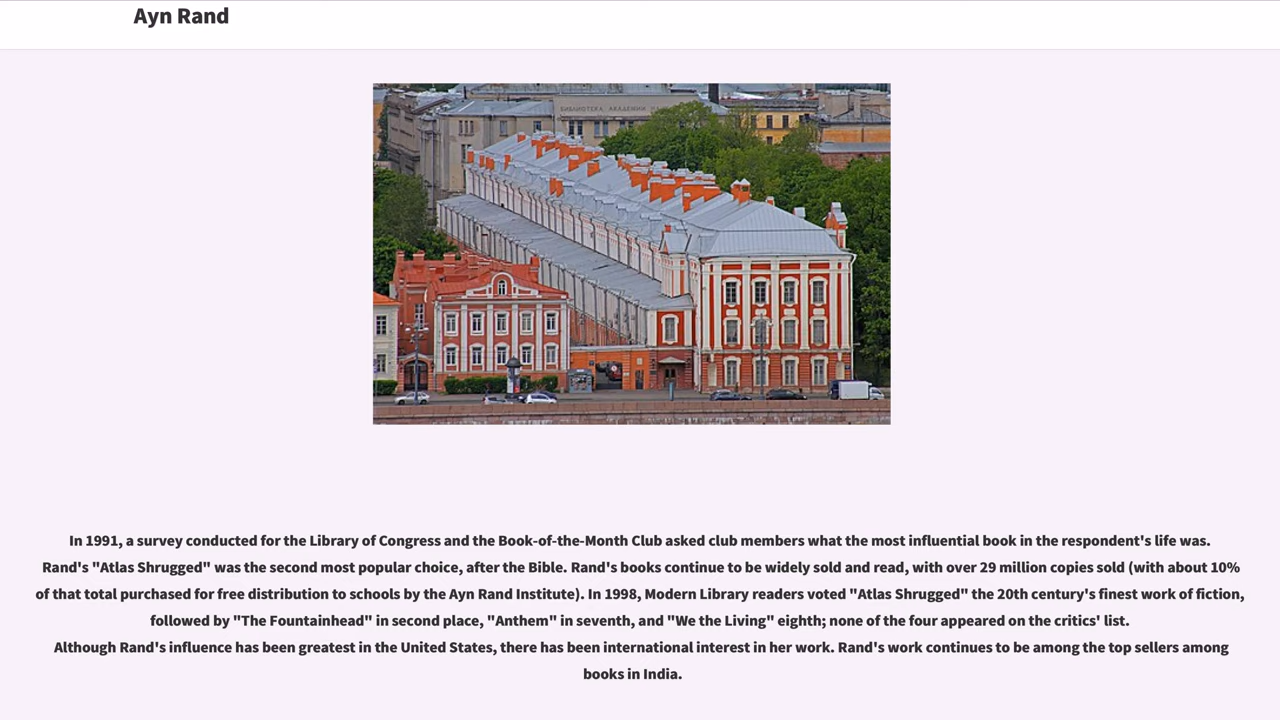 Ayn Rand
БИБЛИОТЕКА АКАДЕМИИ
In 1991, a survey conducted for the Library of Congress and the Book-of-the-Month Club asked club members what the most influential book in the respondent's life was.
Rand's "Atlas Shrugged" was the second most popular choice, after the Bible. Rand's books continue to be widely sold and read, with over 29 million copies sold (with about 10%
of that total purchased for free distribution to schools by the Ayn Rand Institute). In 1998, Modern Library readers voted "Atlas Shrugged" the 20th century's finest work of fiction,
followed by "The Fountainhead" in second place, "Anthem" in seventh, and "We the Living" eighth; none of the four appeared on the critics' list.
Although Rand's influence has been greatest in the United States, there has been international interest in her work. Rand's work continues to be among the top sellers among
books in India.